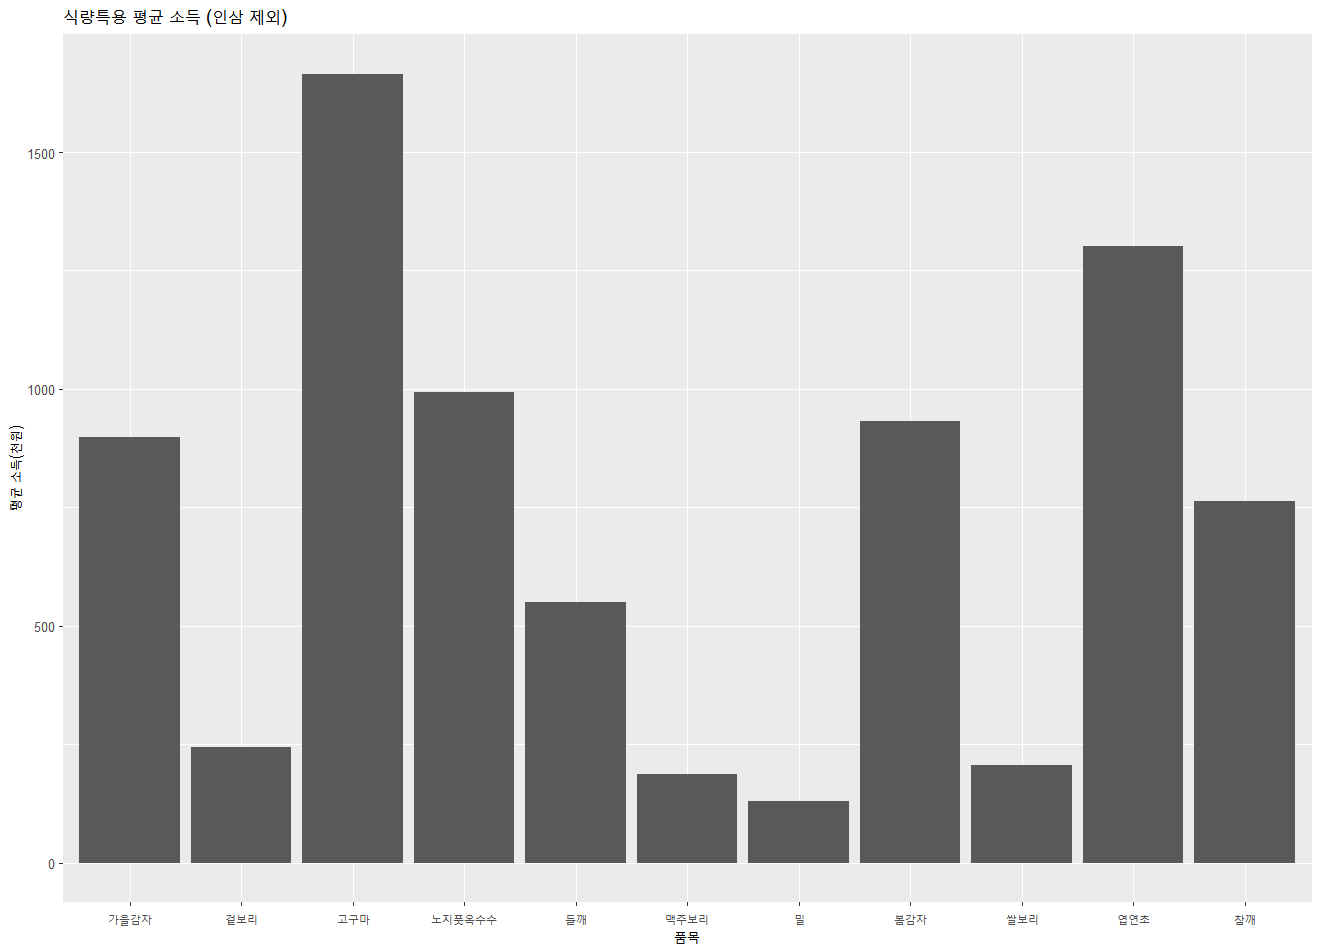 식량특용 평균 소득 (인삼 제외)
평균 소득(천원)
1500
1000
500
0
가을감자 겉보리 고구마 노지풋옥수수 들깨 맥주보리 밀 봄감자 쌀보리 엽연초 참깨
품목